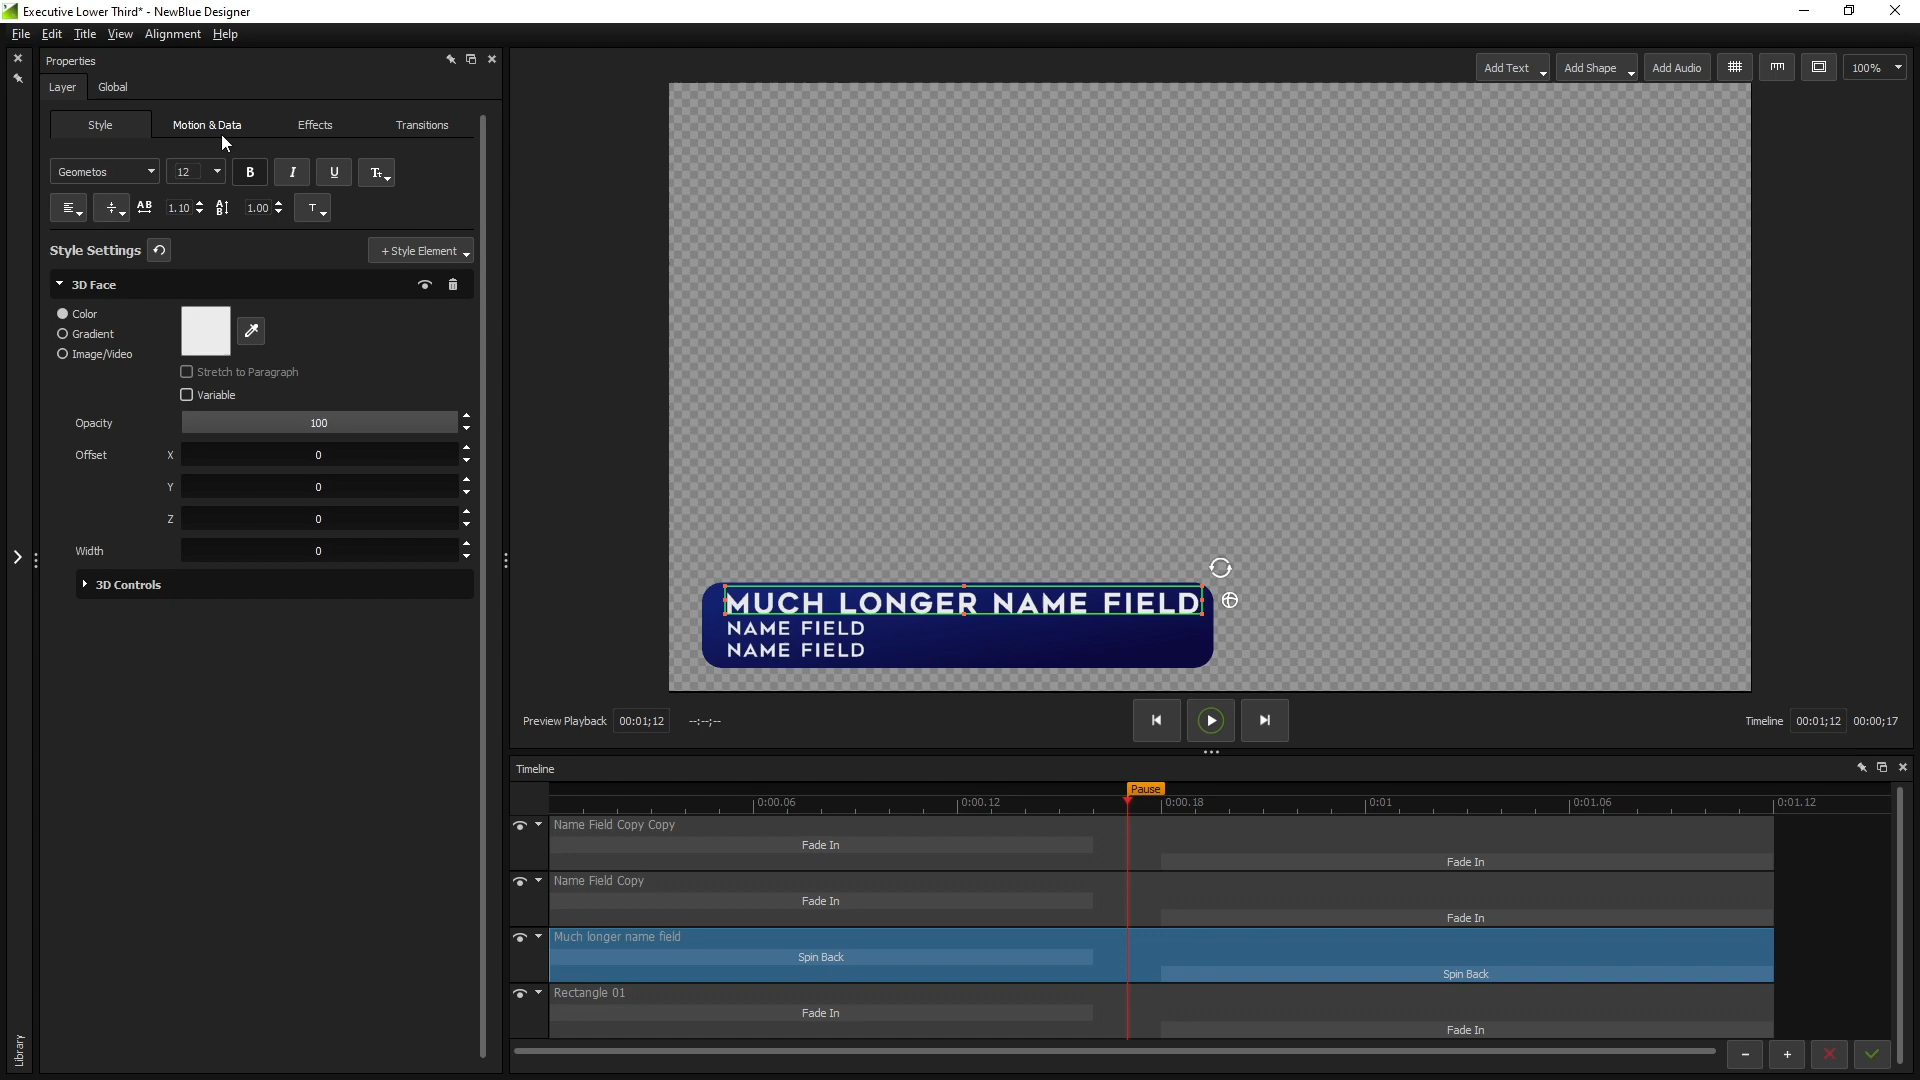 Executive Lower Third* - NewBlue Designer
File Edit Title View Alignment Help
Properties
Layer Global
Style Motion & Data Effects Transitions
Geometos 12 B I U Tt
AB 1.10 AB 1.00 T
Style Settings + Style Element
3D Face
Color
Gradient
Image/Video
Stretch to Paragraph
Variable
Opacity 100
Offset X 0
Y 0
Z 0
Width 0
3D Controls
Library
Add Text Add Shape Add Audio 100%
MUCH LONGER NAME FIELD
NAME FIELD
NAME FIELD
Preview Playback 00:01;12 --:--;--
Timeline 00:01;12 00:00;17
Timeline
Pause
0:00.06 0:00.12 0:00.18 0:01 0:01.06 0:01.12
Name Field Copy Copy
Fade In
Fade In
Name Field Copy
Fade In
Fade In
Much longer name field
Spin Back
Spin Back
Rectangle 01
Fade In
Fade In